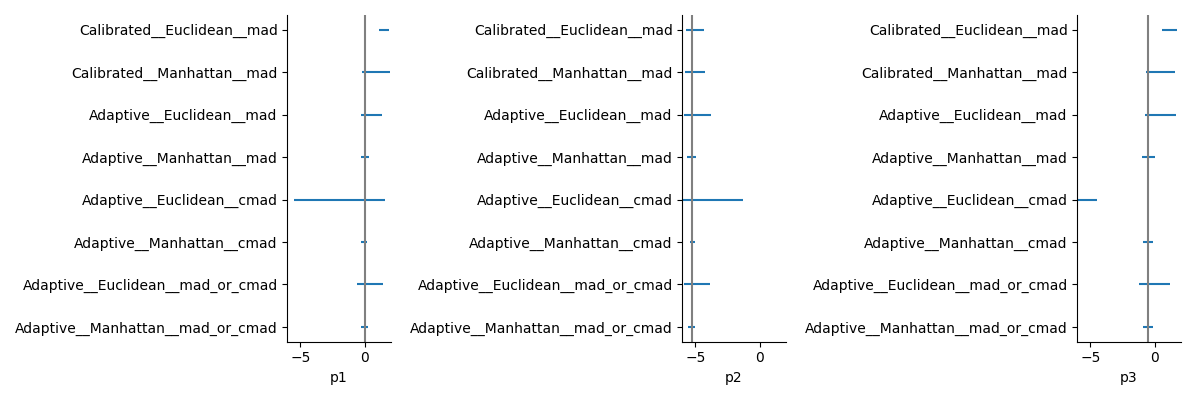 Calibrated__Euclidean__mad
Calibrated__Manhattan__mad
Adaptive__Euclidean__mad
Adaptive__Manhattan__mad
Adaptive__Euclidean__cmad
Adaptive__Manhattan__cmad
Adaptive__Euclidean__mad_or_cmad
Adaptive__Manhattan__mad_or_cmad
−5 0
p1
Calibrated__Euclidean__mad
Calibrated__Manhattan__mad
Adaptive__Euclidean__mad
Adaptive__Manhattan__mad
Adaptive__Euclidean__cmad
Adaptive__Manhattan__cmad
Adaptive__Euclidean__mad_or_cmad
Adaptive__Manhattan__mad_or_cmad
−5 0
p2
Calibrated__Euclidean__mad
Calibrated__Manhattan__mad
Adaptive__Euclidean__mad
Adaptive__Manhattan__mad
Adaptive__Euclidean__cmad
Adaptive__Manhattan__cmad
Adaptive__Euclidean__mad_or_cmad
Adaptive__Manhattan__mad_or_cmad
−5 0
p3